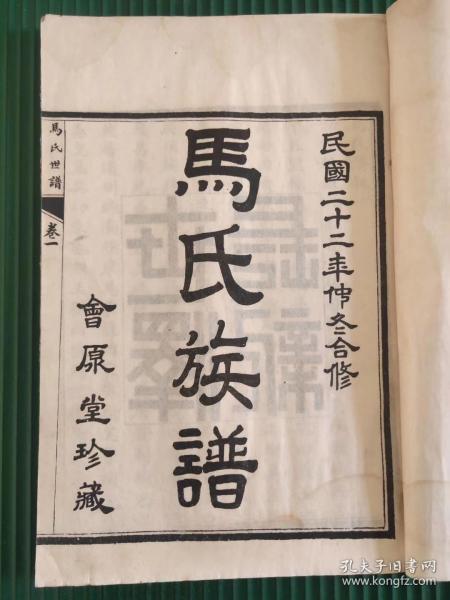 民國二十二年仲冬合修
馬氏族譜
會原堂珍藏
馬氏世譜
卷一
孔夫子旧书网
www.kongfz.com